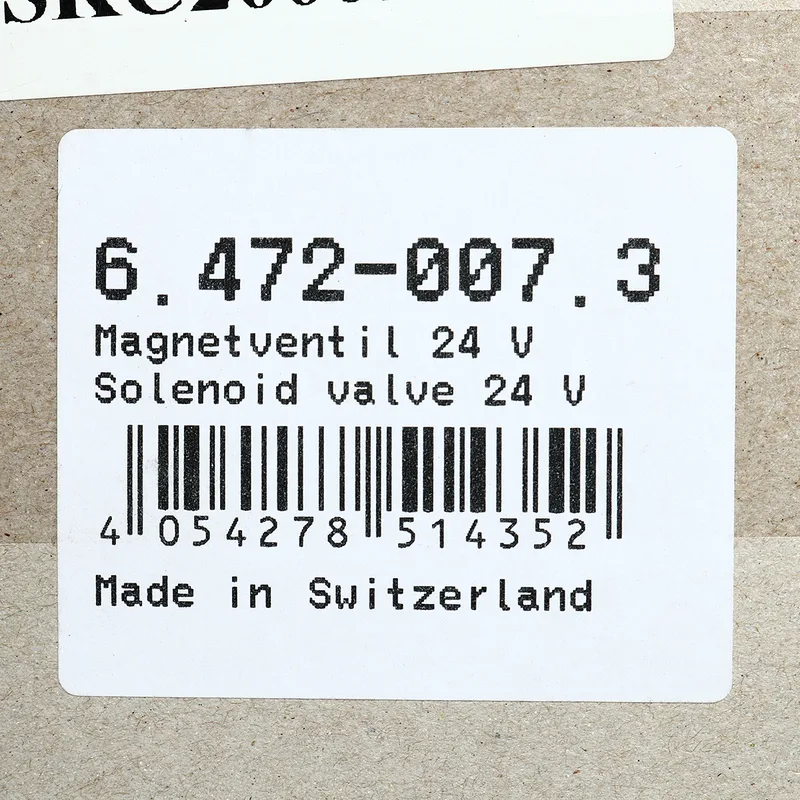 6.472-007.3
Magnetventil 24 V
Solenoid valve 24 V
4 054278 514352
Made in Switzerland